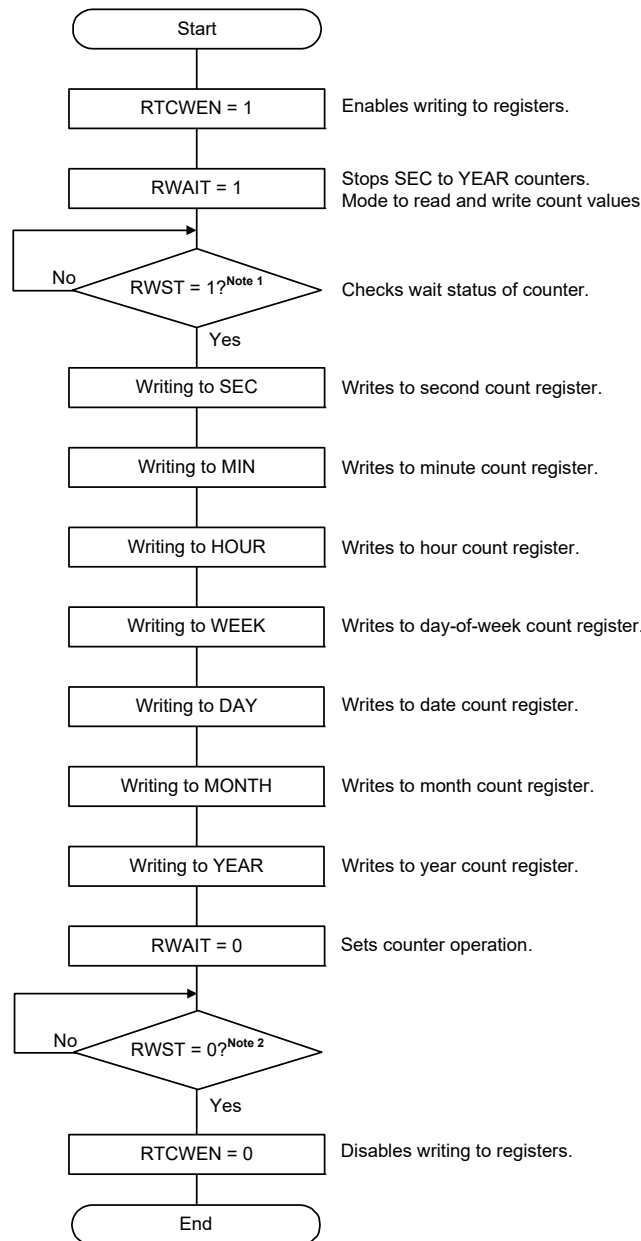 Start
RTCWEN = 1
Enables writing to registers.
RWAIT = 1
Stops SEC to YEAR counters.
Mode to read and write count values
No
RWST = 1?Note 1
Checks wait status of counter.
Yes
Writing to SEC
Writes to second count register.
Writing to MIN
Writes to minute count register.
Writing to HOUR
Writes to hour count register.
Writing to WEEK
Writes to day-of-week count register.
Writing to DAY
Writes to date count register.
Writing to MONTH
Writes to month count register.
Writing to YEAR
Writes to year count register.
RWAIT = 0
Sets counter operation.
No
RWST = 0?Note 2
Yes
RTCWEN = 0
Disables writing to registers.
End